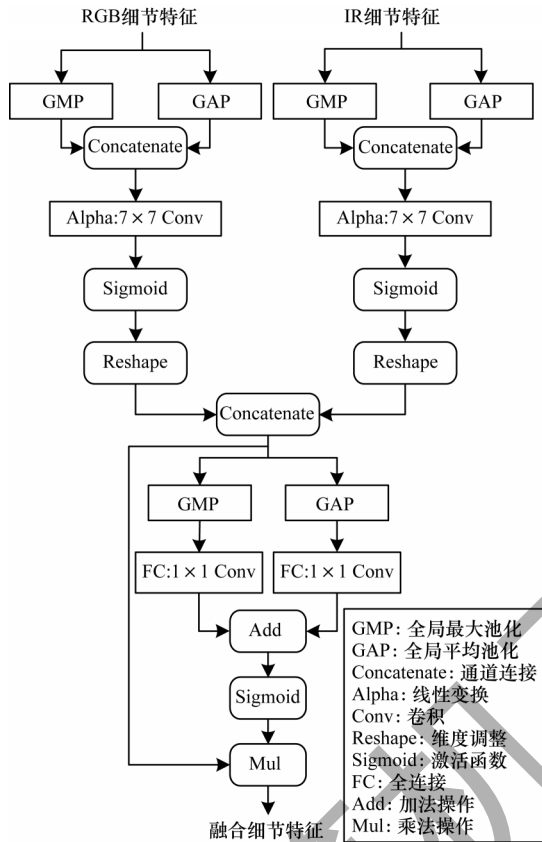 RGB细节特征
IR细节特征
GMP
GAP
GMP
GAP
Concatenate
Concatenate
Alpha:7 × 7 Conv
Alpha:7 × 7 Conv
Sigmoid
Sigmoid
Reshape
Reshape
Concatenate
GMP
GAP
FC:1 × 1 Conv
FC:1 × 1 Conv
Add
Sigmoid
Mul
融合细节特征
GMP: 全局最大池化
GAP: 全局平均池化
Concatenate: 通道连接
Alpha: 线性变换
Conv: 卷积
Reshape: 维度调整
Sigmoid: 激活函数
FC: 全连接
Add: 加法操作
Mul: 乘法操作